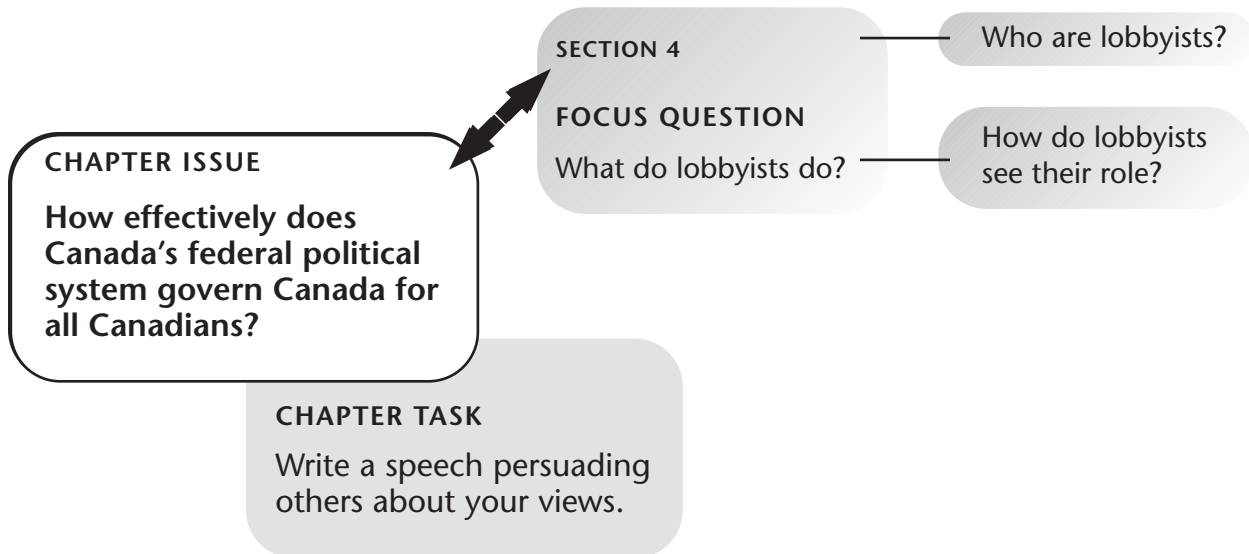 SECTION 4
FOCUS QUESTION
What do lobbyists do?
Who are lobbyists?
How do lobbyists
see their role?
CHAPTER ISSUE
How effectively does
Canada’s federal political
system govern Canada for
all Canadians?
CHAPTER TASK
Write a speech persuading
others about your views.